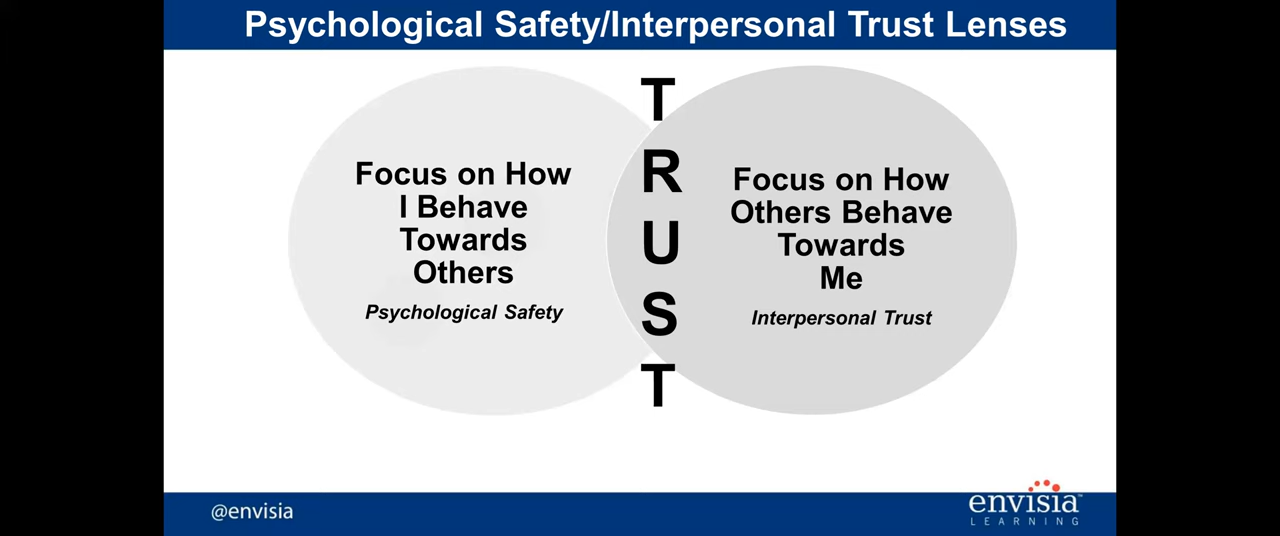 Psychological Safety/Interpersonal Trust Lenses
Focus on How
I Behave
Towards
Others
Psychological Safety
T
R
U
S
T
Focus on How
Others Behave
Towards
Me
Interpersonal Trust
@envisia
envisia™
LEARNING